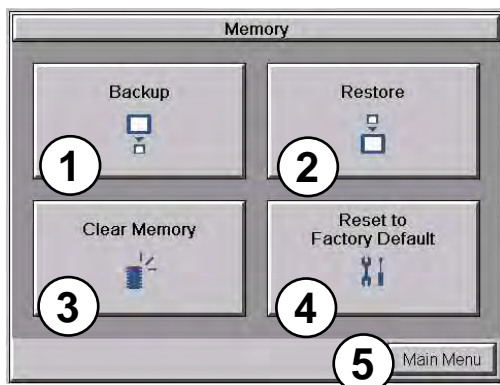 Memory
Backup
Restore
1
2
Clear Memory
Reset to
Factory Default
3
4
5
Main Menu